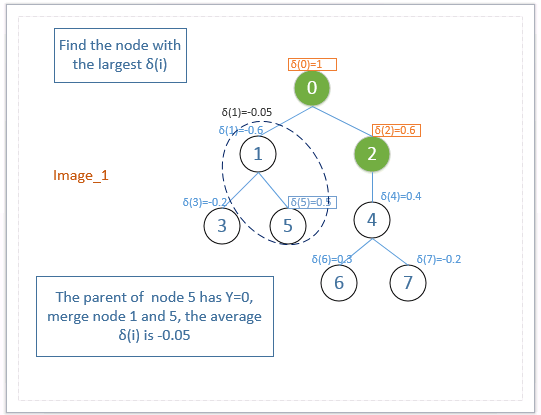 Find the node with
the largest δ(i)
δ(0)=1
0
δ(1)=-0.05
δ(1)=-0.6
δ(2)=0.6
1
2
Image_1
δ(3)=-0.2
δ(5)=0.5
δ(4)=0.4
3
5
4
δ(6)=0.3
δ(7)=-0.2
6
7
The parent of node 5 has Y=0,
merge node 1 and 5, the average
δ(i) is -0.05